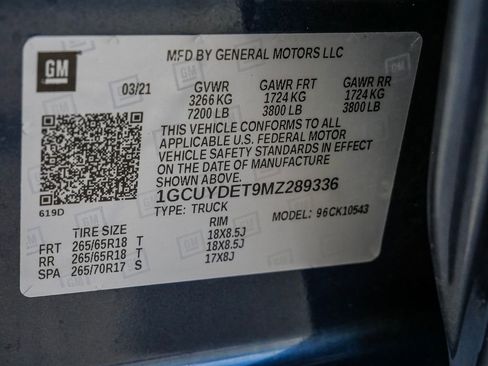 GM
MFD BY GENERAL MOTORS LLC
03/21 GVWR GAWR FRT GAWR RR
3266 KG 1724 KG 1724 KG
7200 LB 3800 LB 3800 LB
THIS VEHICLE CONFORMS TO ALL
APPLICABLE U.S. FEDERAL MOTOR
VEHICLE SAFETY STANDARDS IN EFFECT
ON THE DATE OF MANUFACTURE
SHOWN ABOVE.
619D
1GCUYDET9MZ289336
TYPE: TRUCK MODEL: 96CK10543
TIRE SIZE RIM
FRT 265/65R18 T 18X8.5J
RR 265/65R18 T 18X8.5J
SPA 265/70R17 S 17X8J